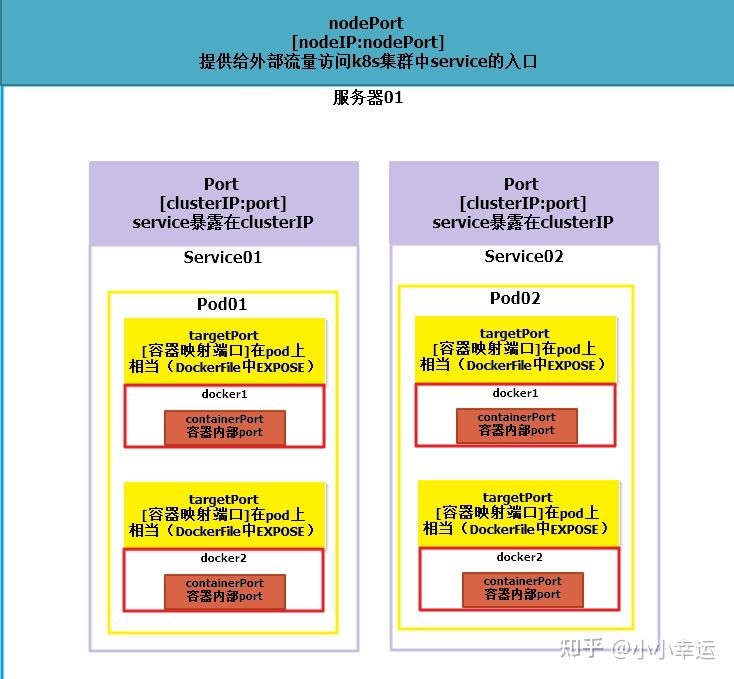 nodePort
[nodeIP:nodePort]
提供给外部流量访问k8s集群中service的入口
服务器01
Port
[clusterIP:port]
service暴露在clusterIP
Service01
Pod01
targetPort
[容器映射端口]在pod上
相当（DockerFile中EXPOSE）
docker1
containerPort
容器内部port
targetPort
[容器映射端口]在pod上
相当（DockerFile中EXPOSE）
docker2
containerPort
容器内部port
Port
[clusterIP:port]
service暴露在clusterIP
Service02
Pod02
targetPort
[容器映射端口]在pod上
相当（DockerFile中EXPOSE）
docker1
containerPort
容器内部port
targetPort
[容器映射端口]在pod上
相当（DockerFile中EXPOSE）
docker2
containerPort
容器内部port
知乎 @小小幸运